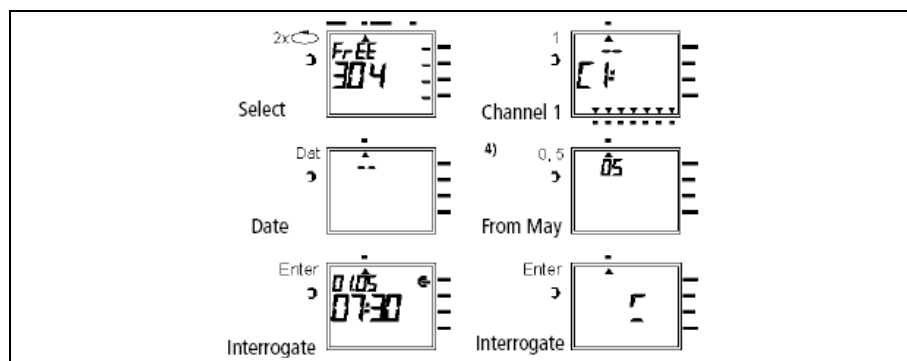 2x
FrEE
304
Select
1
--
C1:
Channel 1
Dat
--
Date
4) 0, 5
05
From May
Enter
01.05
07:30
Interrogate
Enter
Interrogate